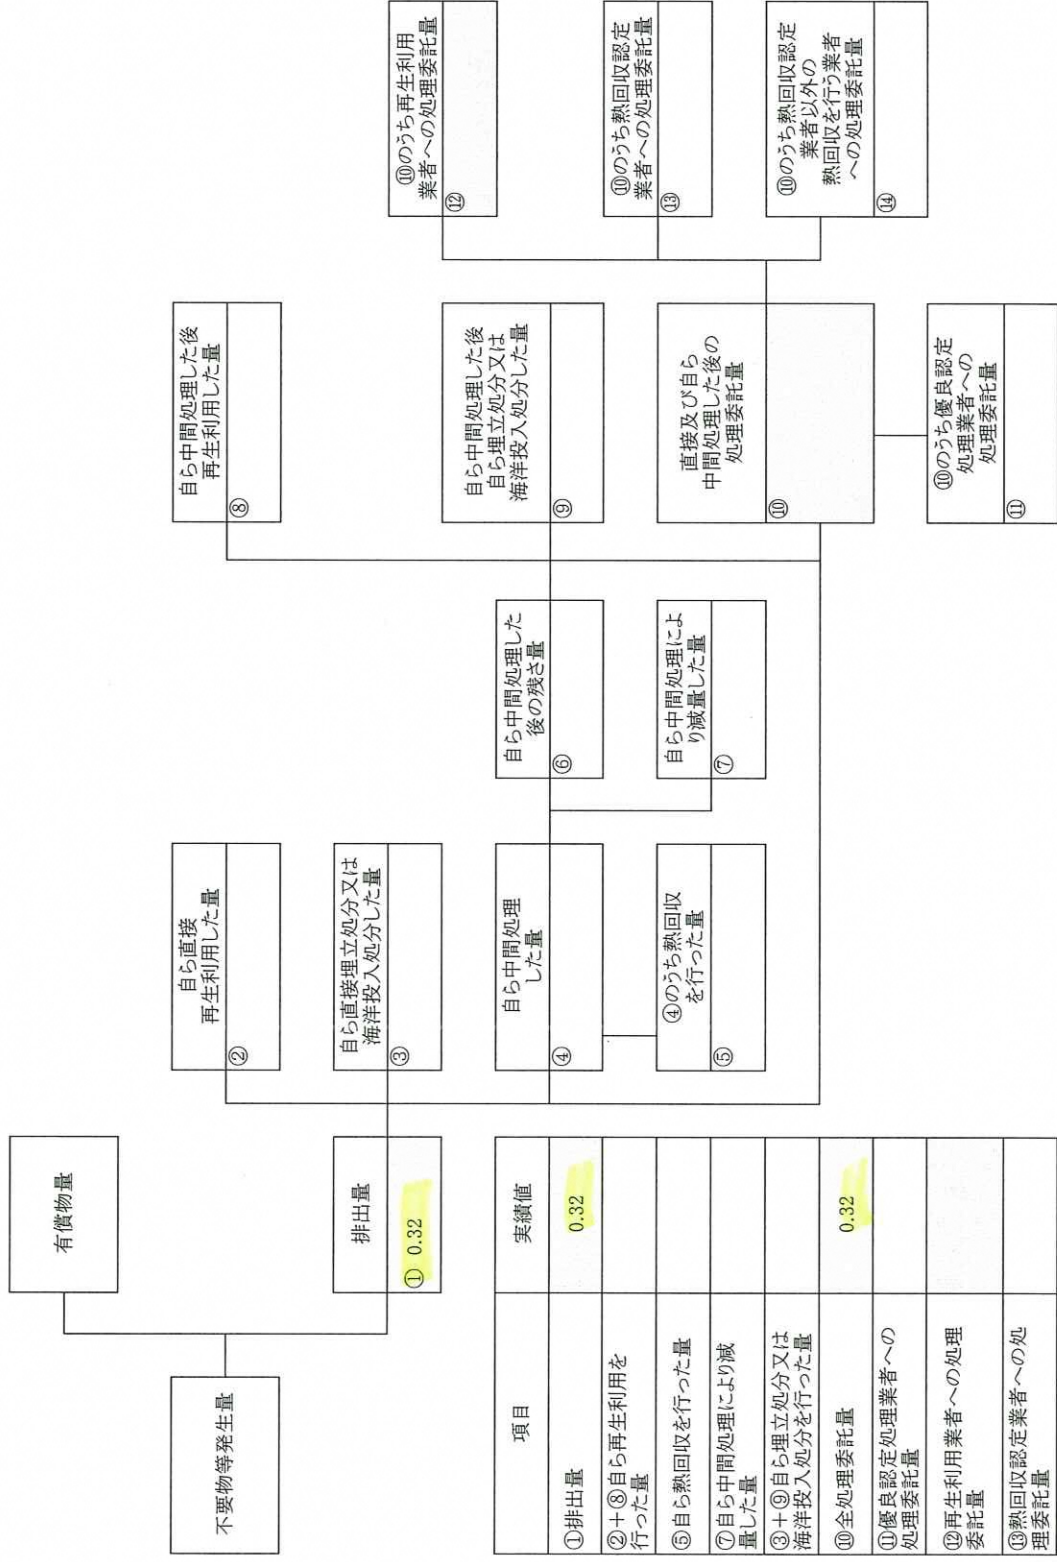 不要物等発生量
有償物量
排出量
① 0.32
自ら直接
再生利用した量
②
自ら直接埋立処分又は
海洋投入処分した量
③
自ら中間処理
した量
④
④のうち熱回収
を行った量
⑤
自ら中間処理した
後の残さ量
⑥
自ら中間処理によ
り減量した量
⑦
自ら中間処理した後
再生利用した量
⑧
自ら中間処理した後
自ら埋立処分又は
海洋投入処分した量
⑨
直接及び自ら
中間処理した後の
処理委託量
⑩
⑩のうち優良認定
処理業者への
処理委託量
⑪
⑩のうち再生利用
業者への処理委託量
⑫
⑩のうち熱回収認定
業者への処理委託量
⑬
⑩のうち熱回収認定
業者以外の
熱回収を行う業者
への処理委託量
⑭
項目 実績値
①排出量 0.32
②+⑧自ら再生利用を
行った量
⑤自ら熱回収を行った量
⑦自ら中間処理により減
量した量
③+⑨自ら埋立処分又は
海洋投入処分を行った量
⑩全処理委託量 0.32
⑪優良認定処理業者への
処理委託量
⑫再生利用業者への処理
委託量
⑬熱回収認定業者への処
理委託量